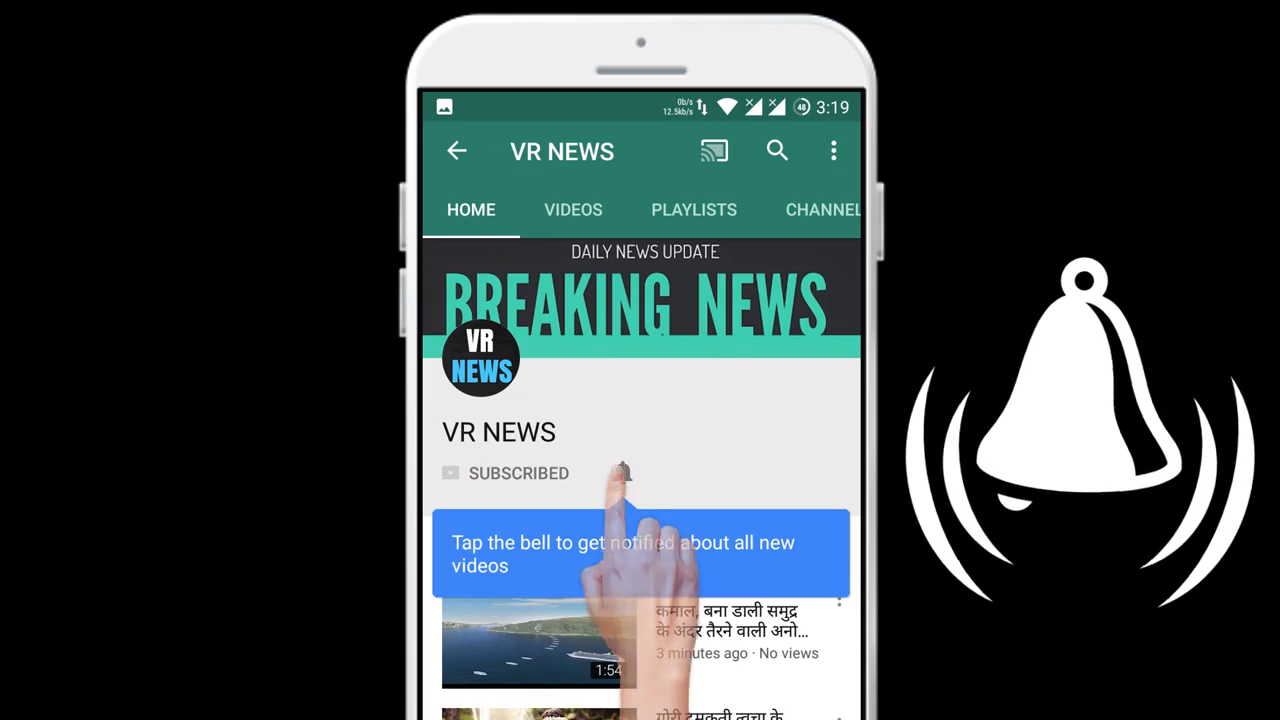 0b/s
12.5kb/s
48
3:19
VR NEWS
HOME VIDEOS PLAYLISTS CHANNEL
DAILY NEWS UPDATE
BREAKING NEWS
VR
NEWS
VR NEWS
SUBSCRIBED
Tap the bell to get notified about all new
videos
कमाल, बना डाली समुद्र
के अंदर तैरने वाली अनो...
3 minutes ago · No views
1:54
गोरी दमकती त्वचा के